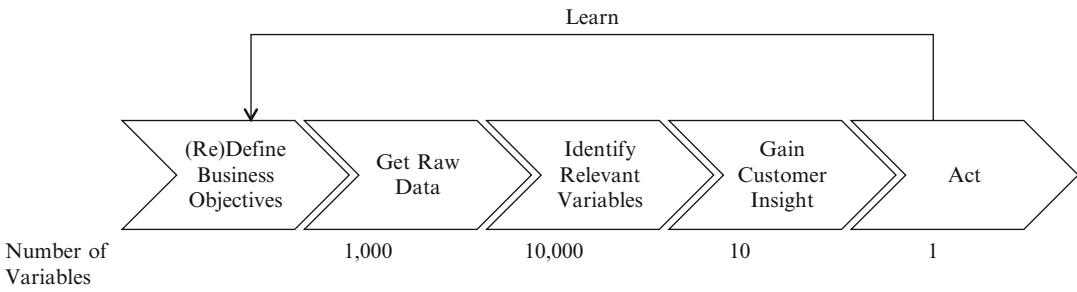 Learn
(Re)Define
Business
Objectives
Get Raw
Data
Identify
Relevant
Variables
Gain
Customer
Insight
Act
Number of
Variables
1,000
10,000
10
1